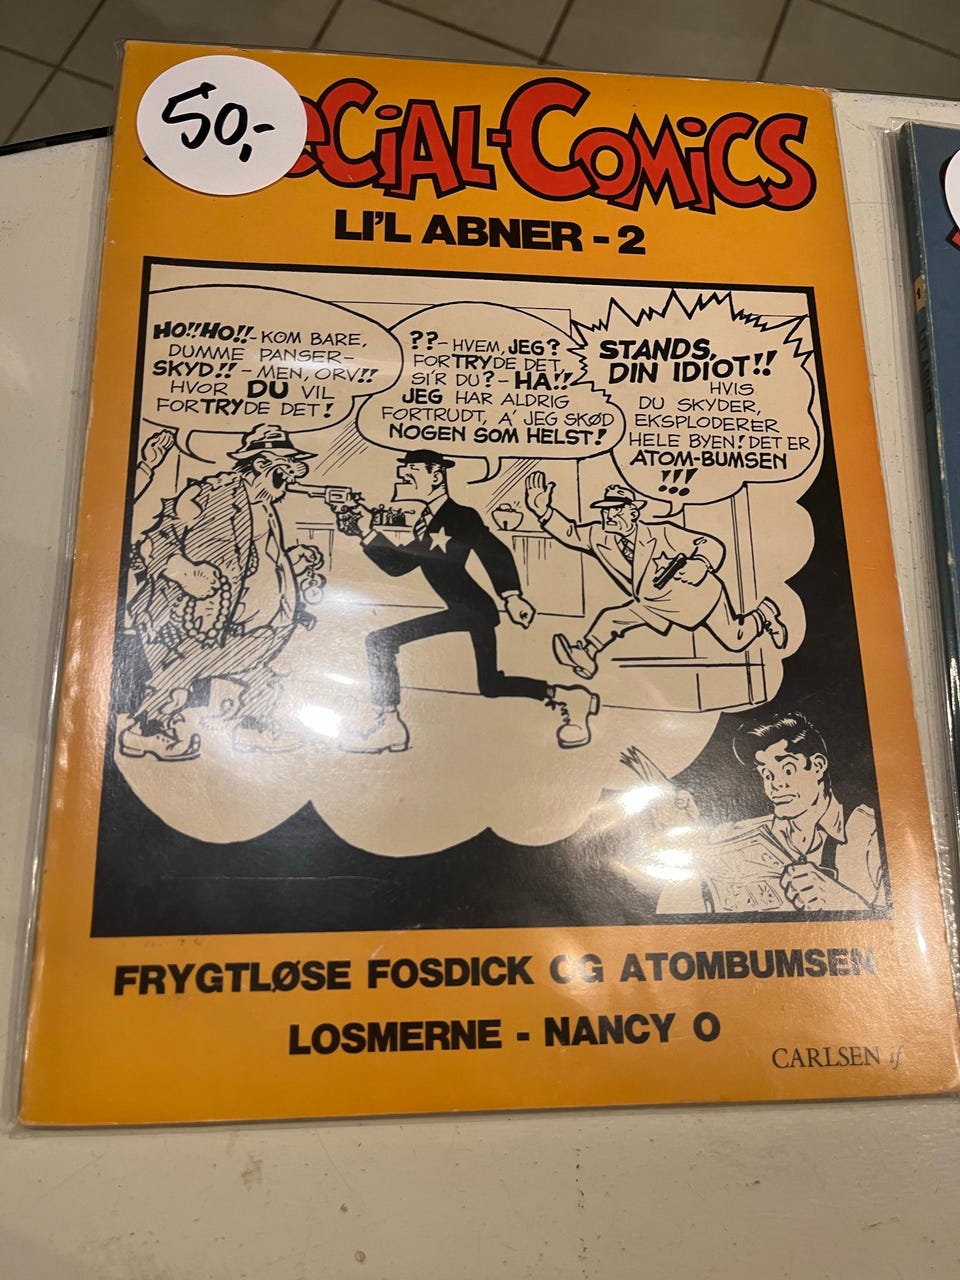 50,-
SPECIAL-COMICS
LI'L ABNER - 2
HO!! HO!! - KOM BARE,
DUMME PANSER-
SKYD!! - MEN, ORV!!
HVOR DU VIL
FORTRYDE DET!
?? - HVEM, JEG?
FORTRYDE DET,
SI'R DU? - HA!!
JEG HAR ALDRIG
FORTRUDT, A' JEG SKØD
NOGEN SOM HELST!
STANDS,
DIN IDIOT!!
HVIS
DU SKYDER,
EKSPLODERER
HELE BYEN! DET ER
ATOM-BUMSEN
!!!
FRYGTLØSE FOSDICK OG ATOMBUMSEN
LOSMERNE - NANCY O
CARLSEN if